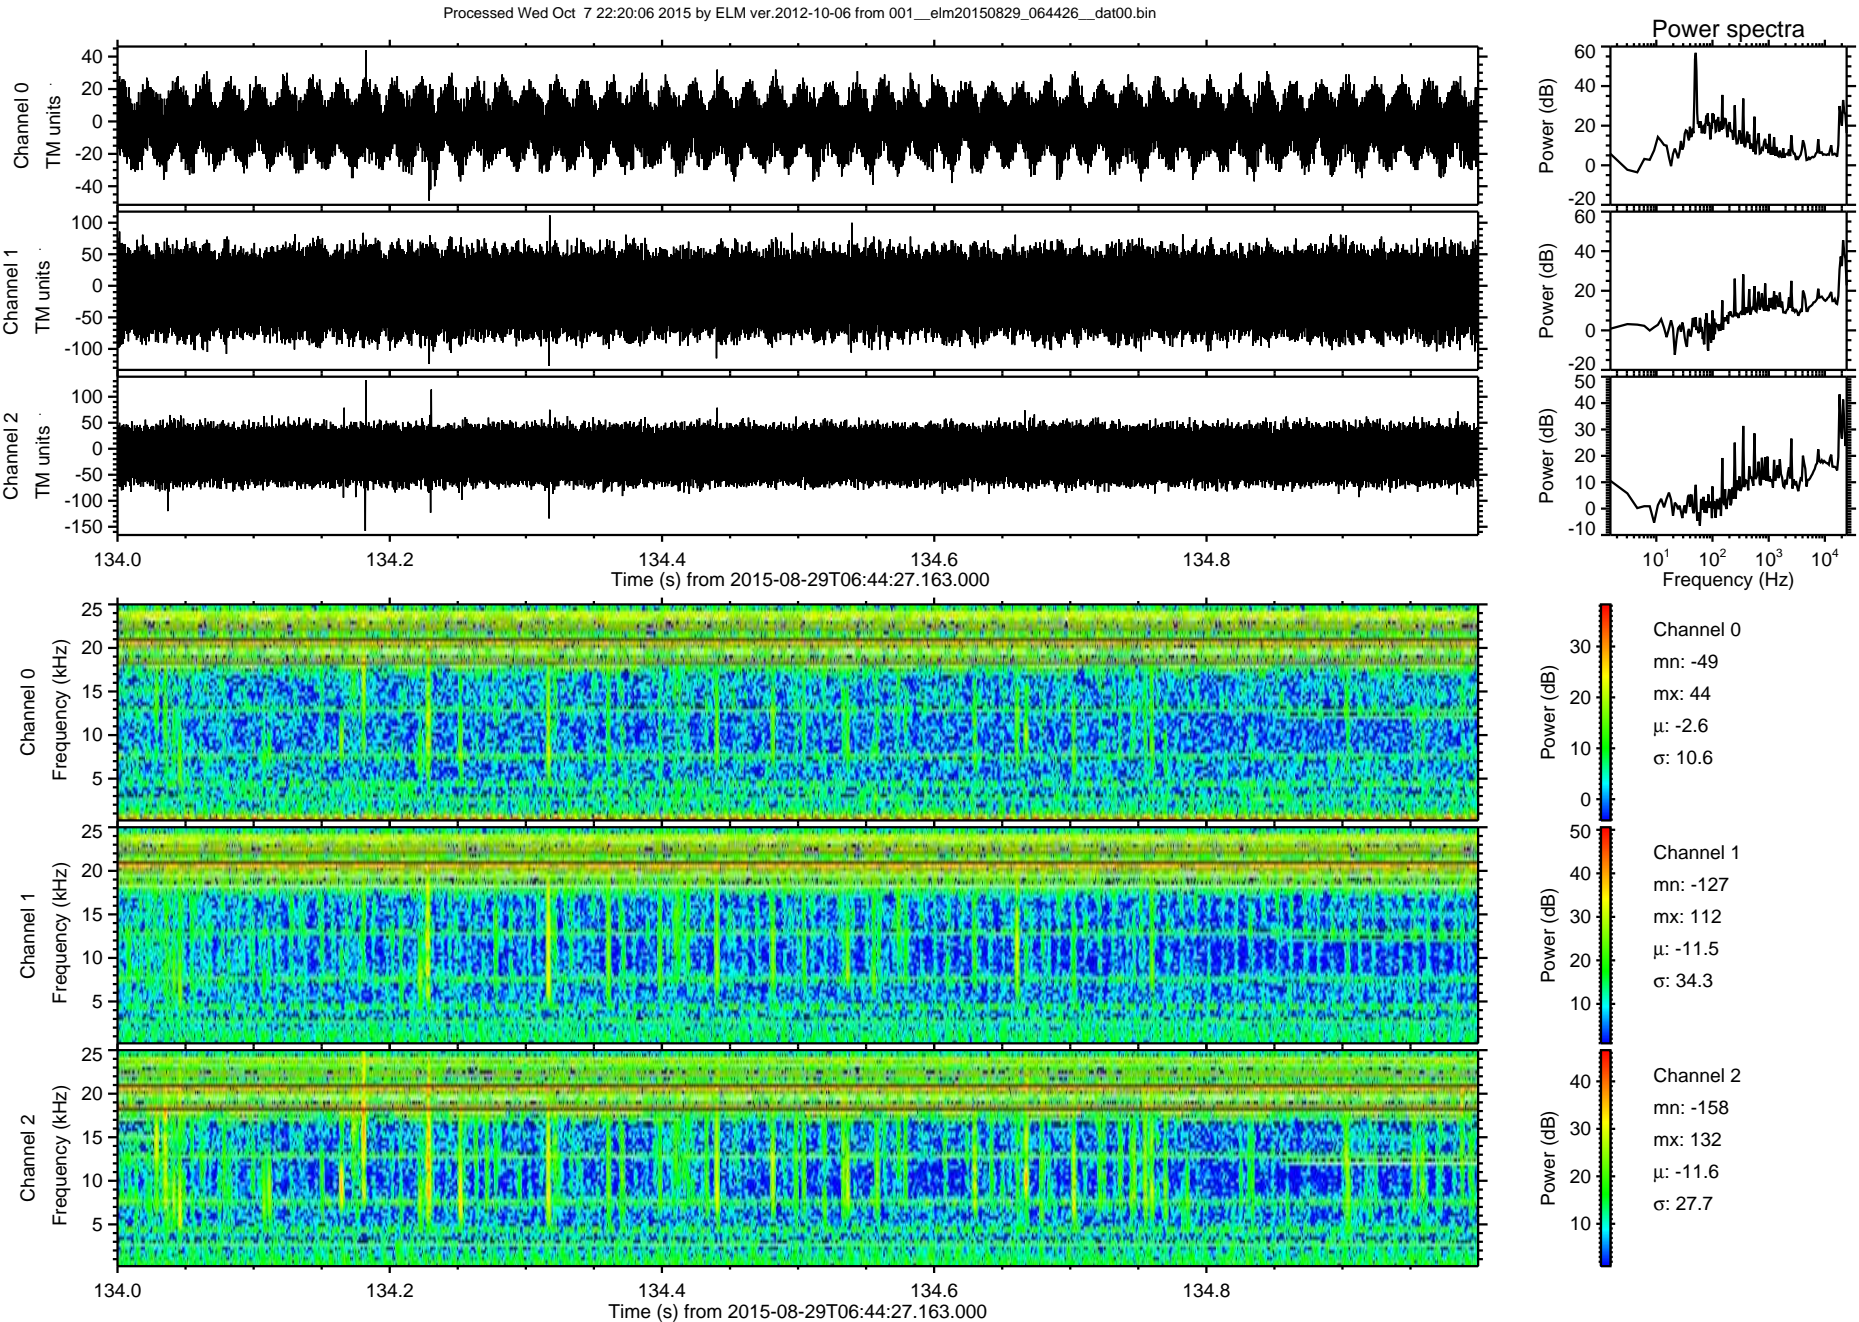 Processed Wed Oct  7 22:20:06 2015 by ELM ver.2012-10-06 from 001__elm20150829_064426__dat00.bin
Power spectra
Channel 0
TM units
40
20
0
-20
-40
Power (dB)
60
40
20
0
-20
Channel 1
TM units
100
50
0
-50
-100
Power (dB)
60
40
20
0
-20
Channel 2
TM units
100
50
0
-50
-100
-150
Power (dB)
50
40
30
20
10
0
-10
134.0 134.2 134.4 134.6 134.8
Time (s) from 2015-08-29T06:44:27.163.000
10^1 10^2 10^3 10^4
Frequency (Hz)
Channel 0
Frequency (kHz)
25
20
15
10
5
Power (dB)
30
20
10
0
Channel 0
mn: -49
mx: 44
μ: -2.6
σ: 10.6
Channel 1
Frequency (kHz)
25
20
15
10
5
Power (dB)
50
40
30
20
10
Channel 1
mn: -127
mx: 112
μ: -11.5
σ: 34.3
Channel 2
Frequency (kHz)
25
20
15
10
5
Power (dB)
40
30
20
10
Channel 2
mn: -158
mx: 132
μ: -11.6
σ: 27.7
134.0 134.2 134.4 134.6 134.8
Time (s) from 2015-08-29T06:44:27.163.000